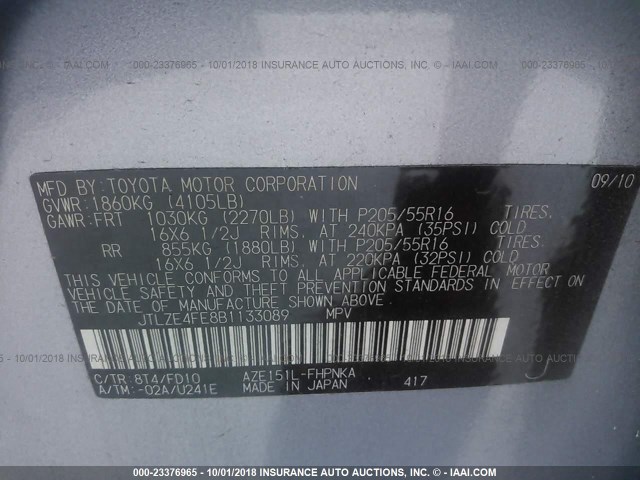 000-23376965 - 10/01/2018 INSURANCE AUTO AUCTIONS, INC. - © IAAI.COM
MFD BY: TOYOTA MOTOR CORPORATION 09/10
GVWR: 1860KG (4105LB)
GAWR: FRT 1030KG (2270LB) WITH P205/55R16 TIRES.
16X6 1/2J RIMS. AT 240KPA (35PSI) COLD
RR 855KG (1880LB) WITH P205/55R16 TIRES.
16X6 1/2J RIMS. AT 220KPA (32PSI) COLD
THIS VEHICLE CONFORMS TO ALL APPLICABLE FEDERAL MOTOR
VEHICLE SAFETY AND THEFT PREVENTION STANDARDS IN EFFECT ON
THE DATE OF MANUFACTURE SHOWN ABOVE.
JTLZE4FE8B1133089 MPV
C/TR: 8T4/FD10 AZE151L-FHPNKA
A/TM: -02A/U241E MADE IN JAPAN 417 J
000-23376965 - 10/01/2018 INSURANCE AUTO AUCTIONS, INC. - © IAAI.COM